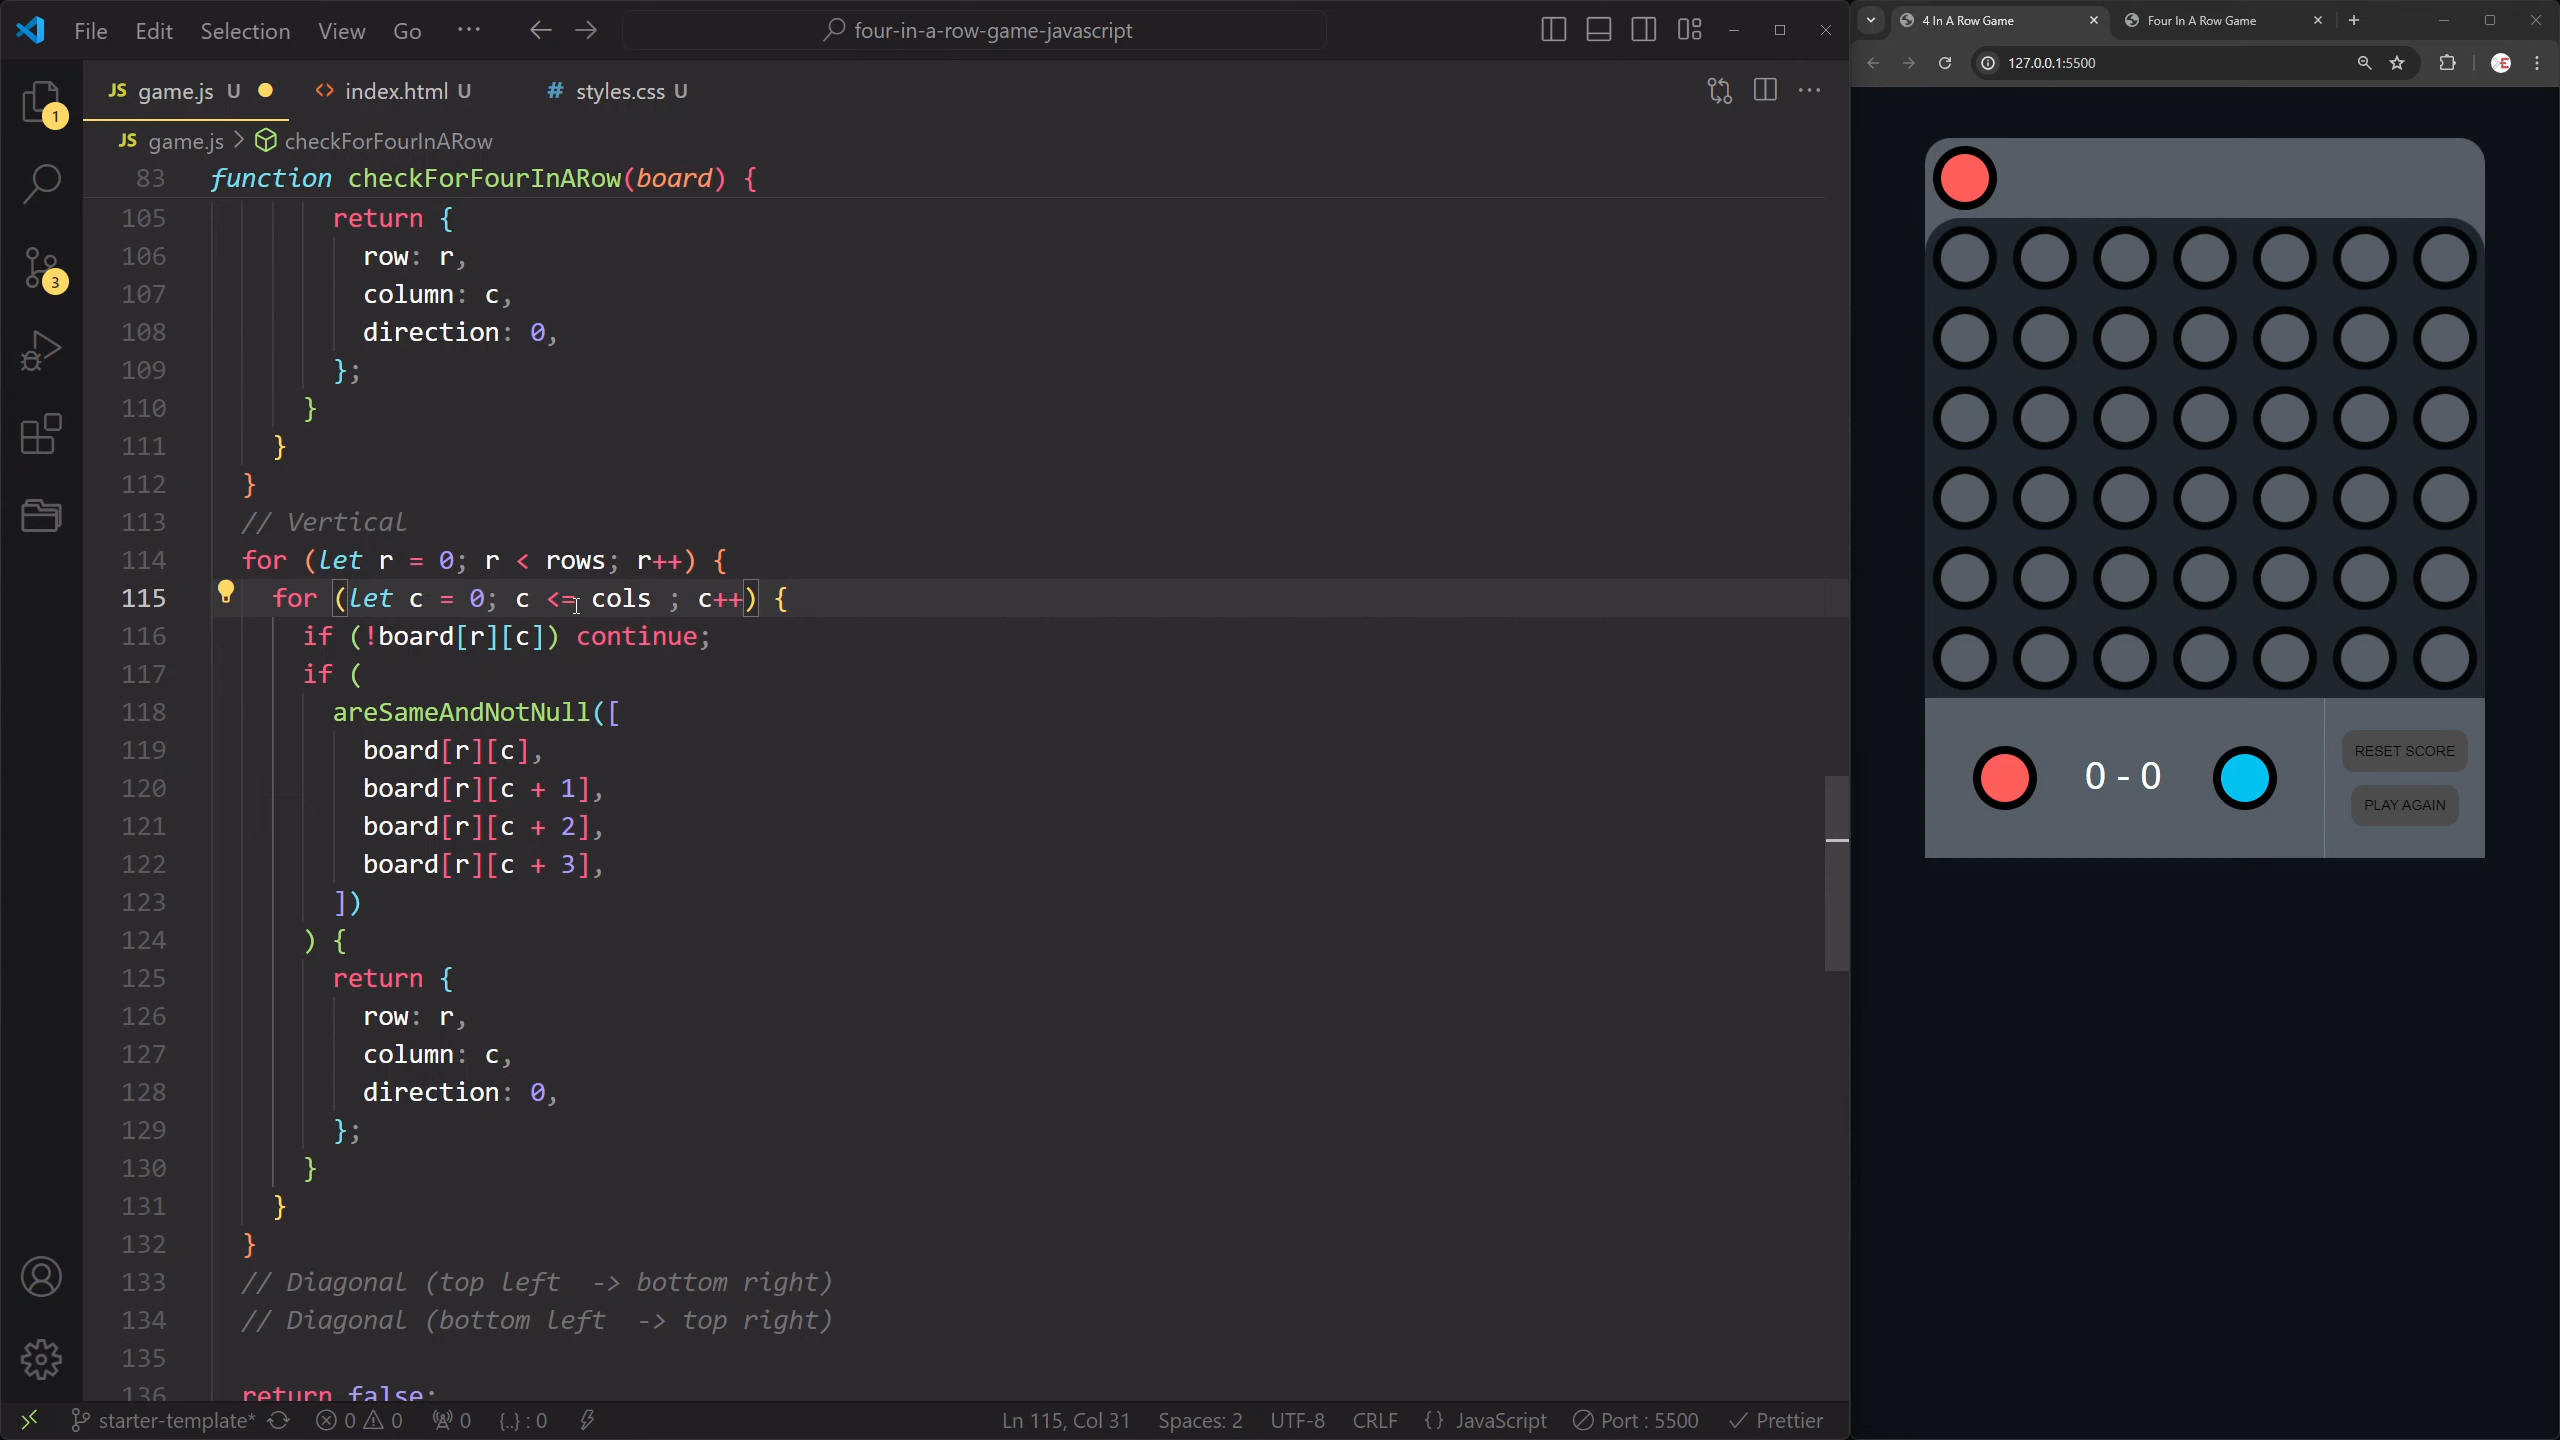 File Edit Selection View Go ··· four-in-a-row-game-javascript
JS game.js U <> index.html U # styles.css U
JS game.js > checkForFourInARow
83 function checkForFourInARow(board) {
105 return {
106 row: r,
107 column: c,
108 direction: 0,
109 };
110 }
111 }
112 }
113 // Vertical
114 for (let r = 0; r < rows; r++) {
115 for (let c = 0; c <= cols ; c++) {
116 if (!board[r][c]) continue;
117 if (
118 areSameAndNotNull([
119 board[r][c],
120 board[r][c + 1],
121 board[r][c + 2],
122 board[r][c + 3],
123 ])
124 ) {
125 return {
126 row: r,
127 column: c,
128 direction: 0,
129 };
130 }
131 }
132 }
133 // Diagonal (top left  -> bottom right)
134 // Diagonal (bottom left  -> top right)
135
136 return false;
1
3
starter-template* 0 0 0 {..} : 0 Ln 115, Col 31 Spaces: 2 UTF-8 CRLF {} JavaScript Port : 5500 Prettier
4 In A Row Game Four In A Row Game
127.0.0.1:5500
0 - 0
RESET SCORE
PLAY AGAIN